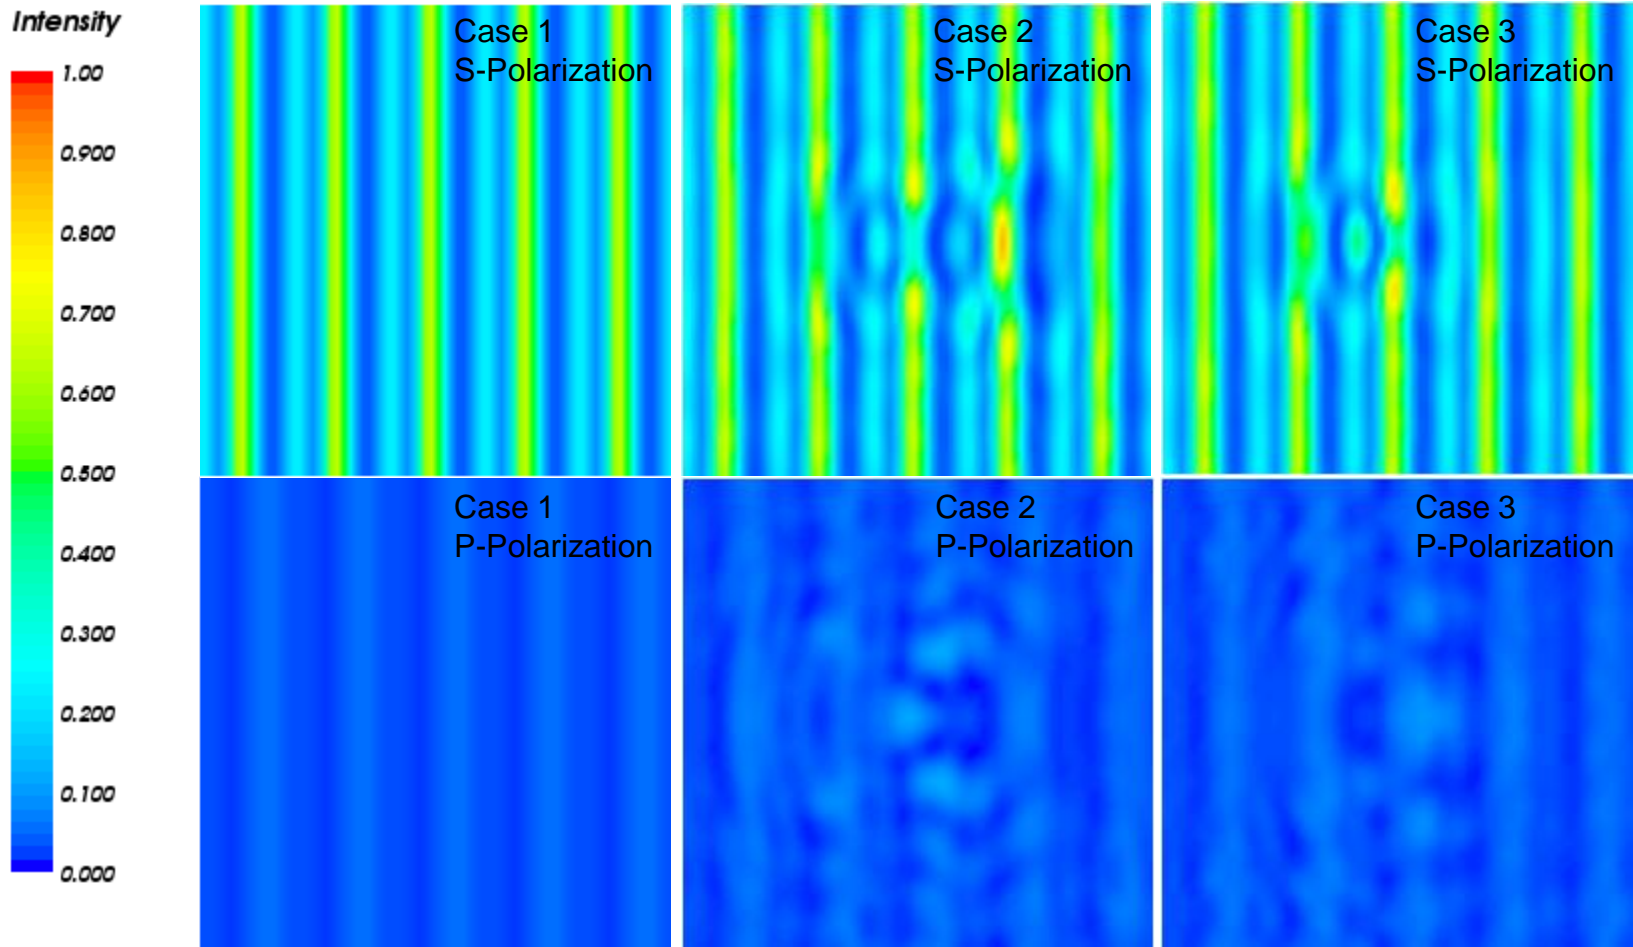 Intensity
1.00
0.900
0.800
0.700
0.600
0.500
0.400
0.300
0.200
0.100
0.000
Case 1
S-Polarization
Case 2
S-Polarization
Case 3
S-Polarization
Case 1
P-Polarization
Case 2
P-Polarization
Case 3
P-Polarization